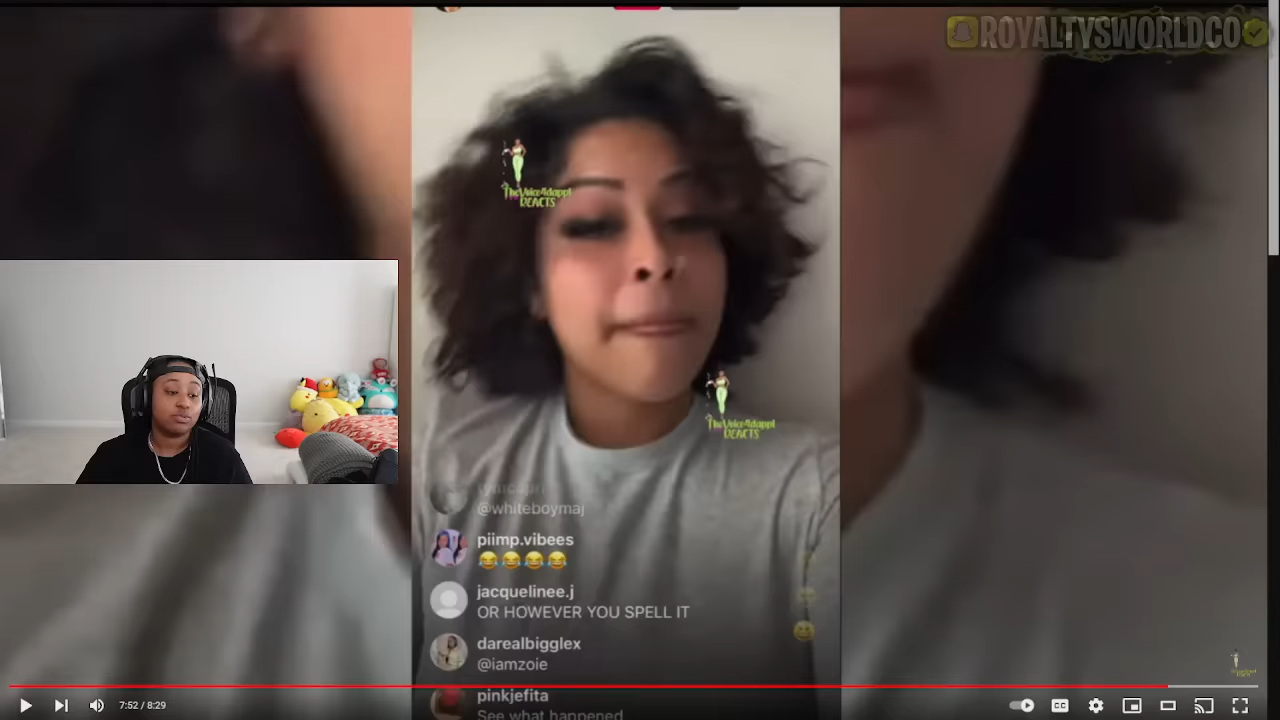 ROYALTYSWORLDCO
TheVoice4dappl
REACTS
TheVoice4dappl
REACTS
@whiteboymaj
piimp.vibees
😂😂😂😂
jacquelinee.j
OR HOWEVER YOU SPELL IT
darealbigglex
@iamzoie
pinkjefita
See what happened
7:52 / 8:29
CC